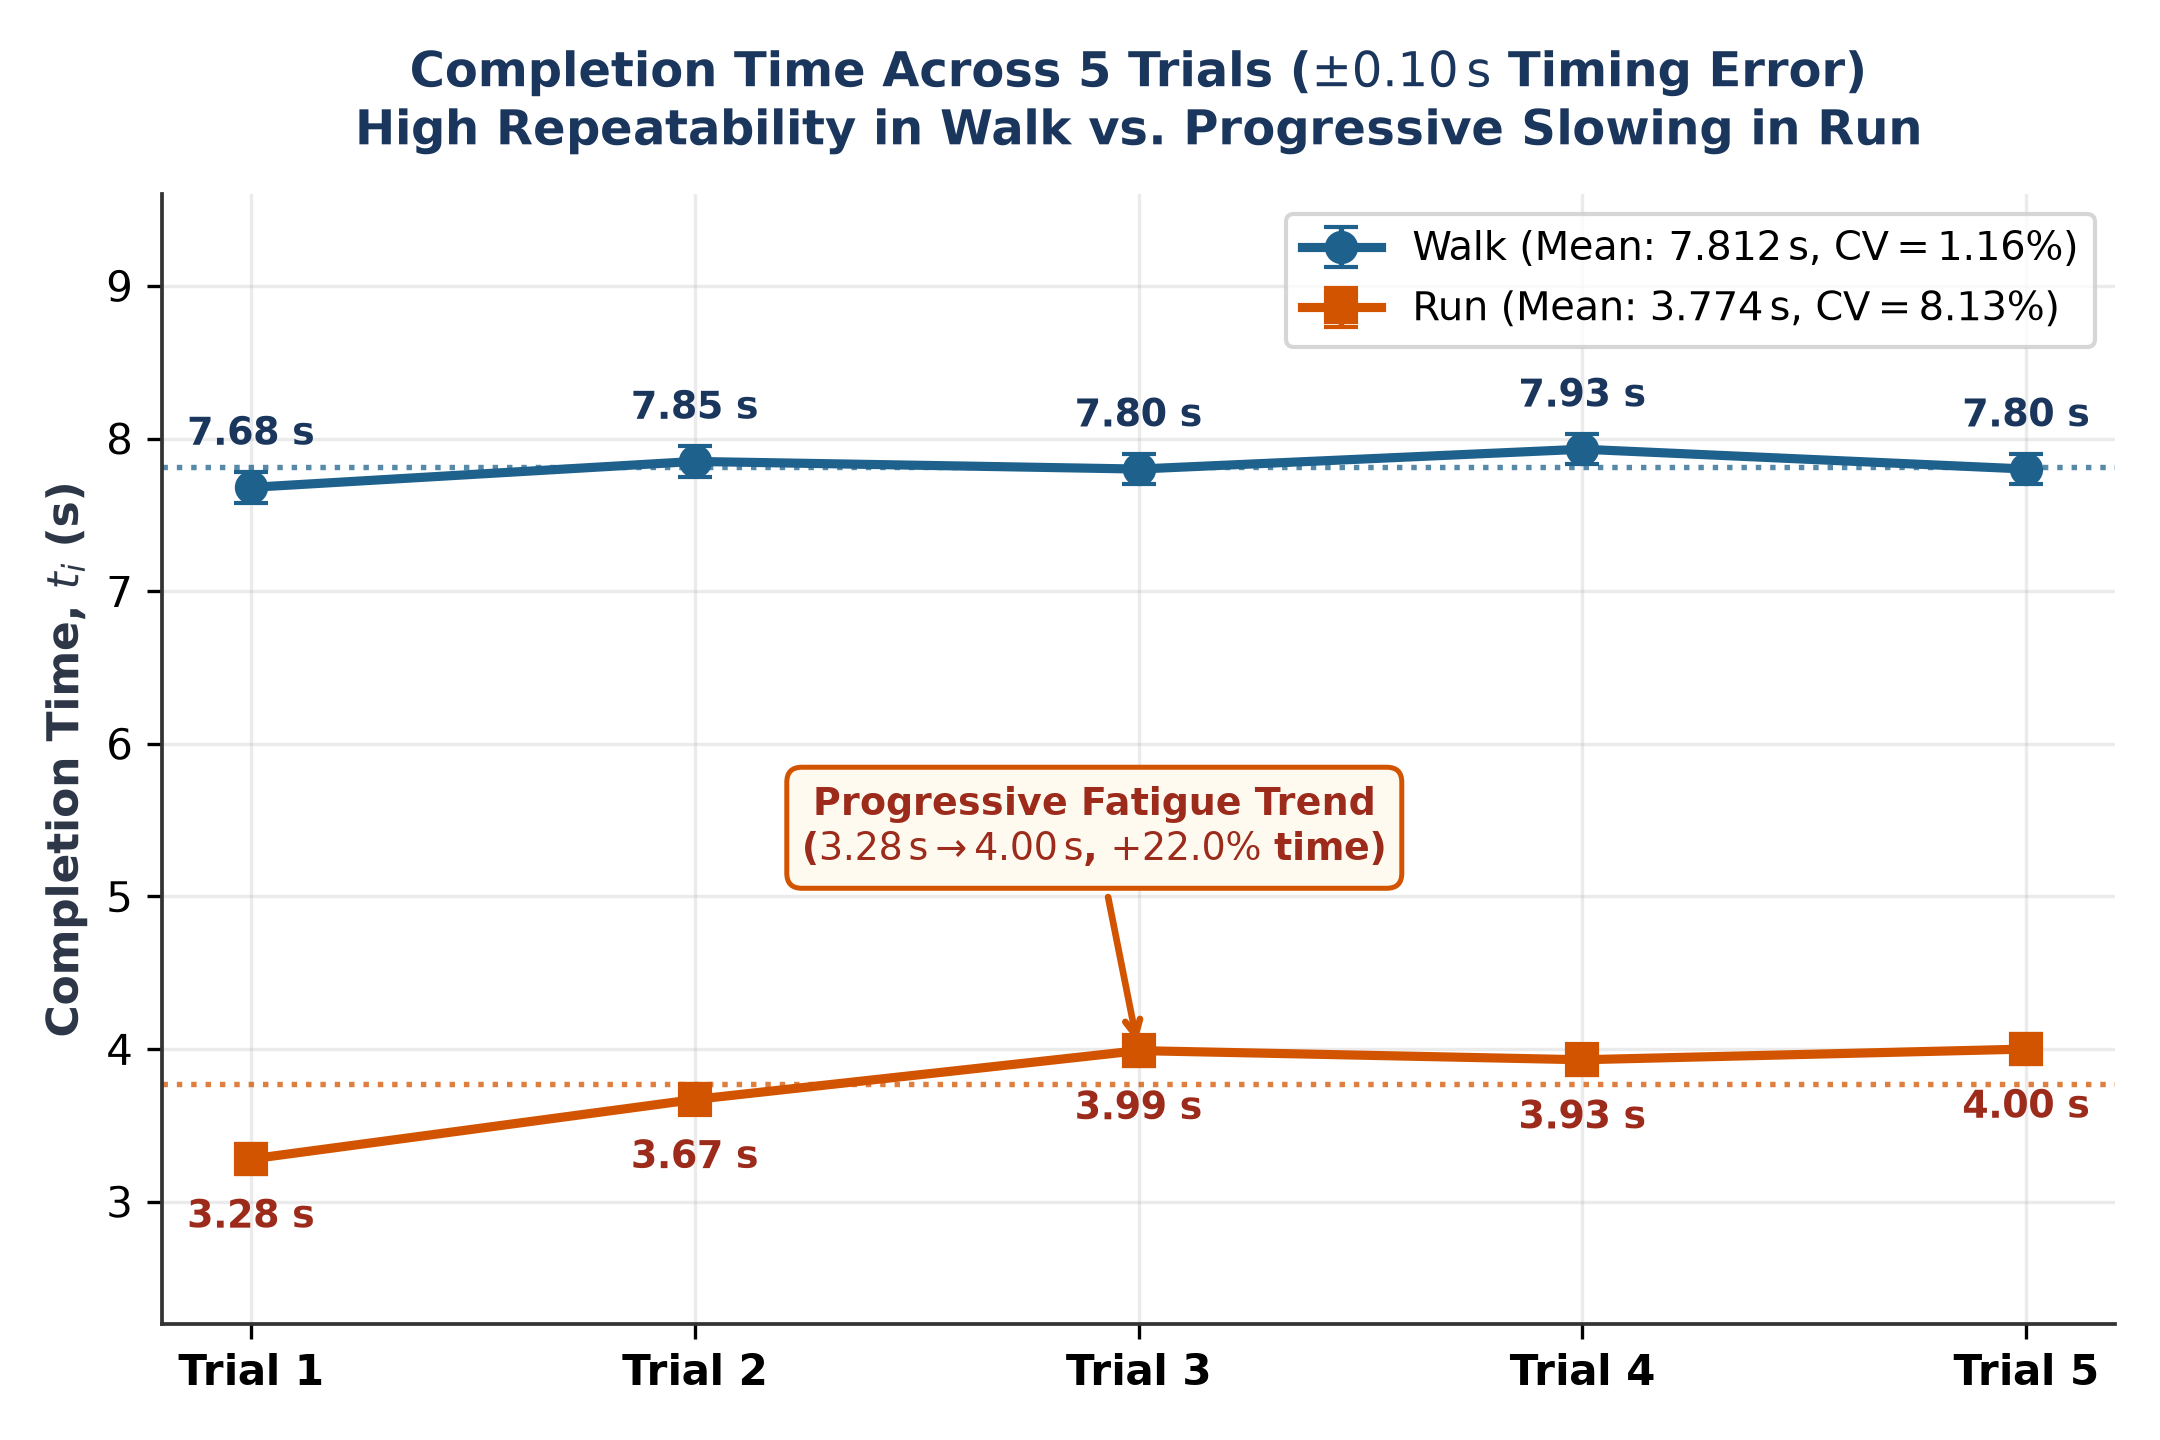 Completion Time Across 5 Trials (±0.10 s Timing Error)
High Repeatability in Walk vs. Progressive Slowing in Run
Walk (Mean: 7.812 s, CV = 1.16%)
Run (Mean: 3.774 s, CV = 8.13%)
Completion Time, tᵢ (s)
9
8
7
6
5
4
3
7.68 s
7.85 s
7.80 s
7.93 s
7.80 s
Progressive Fatigue Trend
(3.28 s → 4.00 s, +22.0% time)
3.28 s
3.67 s
3.99 s
3.93 s
4.00 s
Trial 1
Trial 2
Trial 3
Trial 4
Trial 5